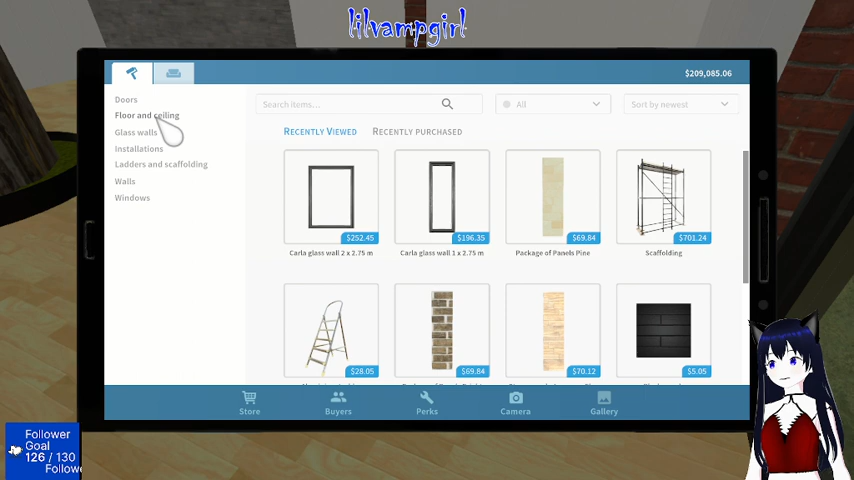 lilvampgirl
$209,085.06
Doors
Floor and ceiling
Glass walls
Installations
Ladders and scaffolding
Walls
Windows
Search items...
All
Sort by newest
RECENTLY VIEWED
RECENTLY PURCHASED
$252.45
$196.35
$69.84
$701.24
Carla glass wall 2 x 2.75 m
Carla glass wall 1 x 2.75 m
Package of Panels Pine
Scaffolding
$28.05
$69.84
$70.12
$5.05
Store
Buyers
Perks
Camera
Gallery
Follower
Goal
126 / 130
Followe